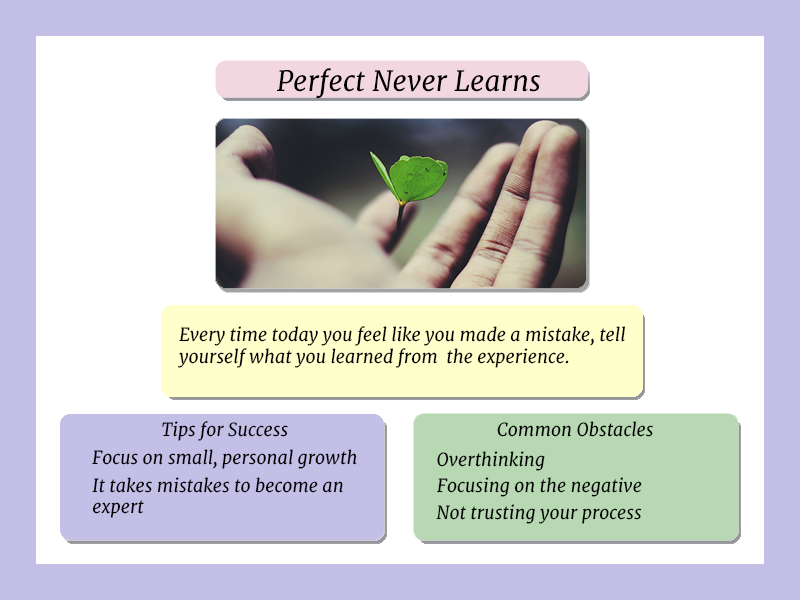 Perfect Never Learns
Every time today you feel like you made a mistake, tell
yourself what you learned from  the experience.
Tips for Success
Focus on small, personal growth
It takes mistakes to become an
expert
Common Obstacles
Overthinking
Focusing on the negative
Not trusting your process